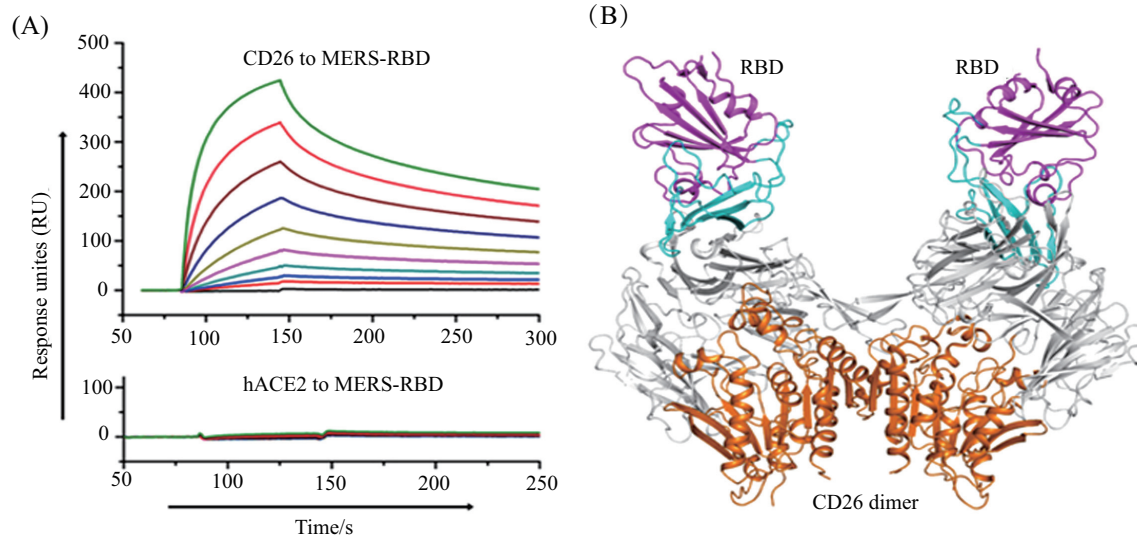 (A)
CD26 to MERS-RBD
500
400
300
200
100
0
50 100 150 200 250 300
Response unites (RU)
hACE2 to MERS-RBD
100
0
50 100 150 200 250
Time/s
(B)
RBD RBD
CD26 dimer